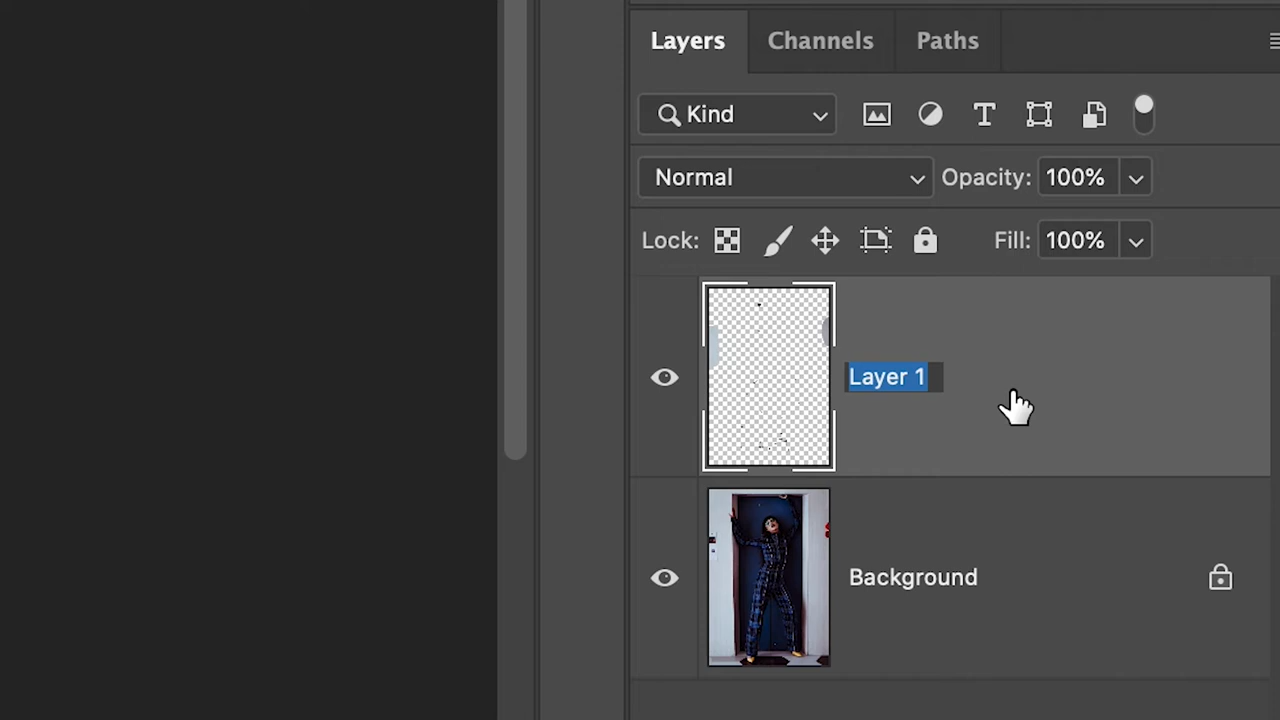 Layers Channels Paths
Kind
Normal Opacity: 100%
Lock: Fill: 100%
Layer 1
Background